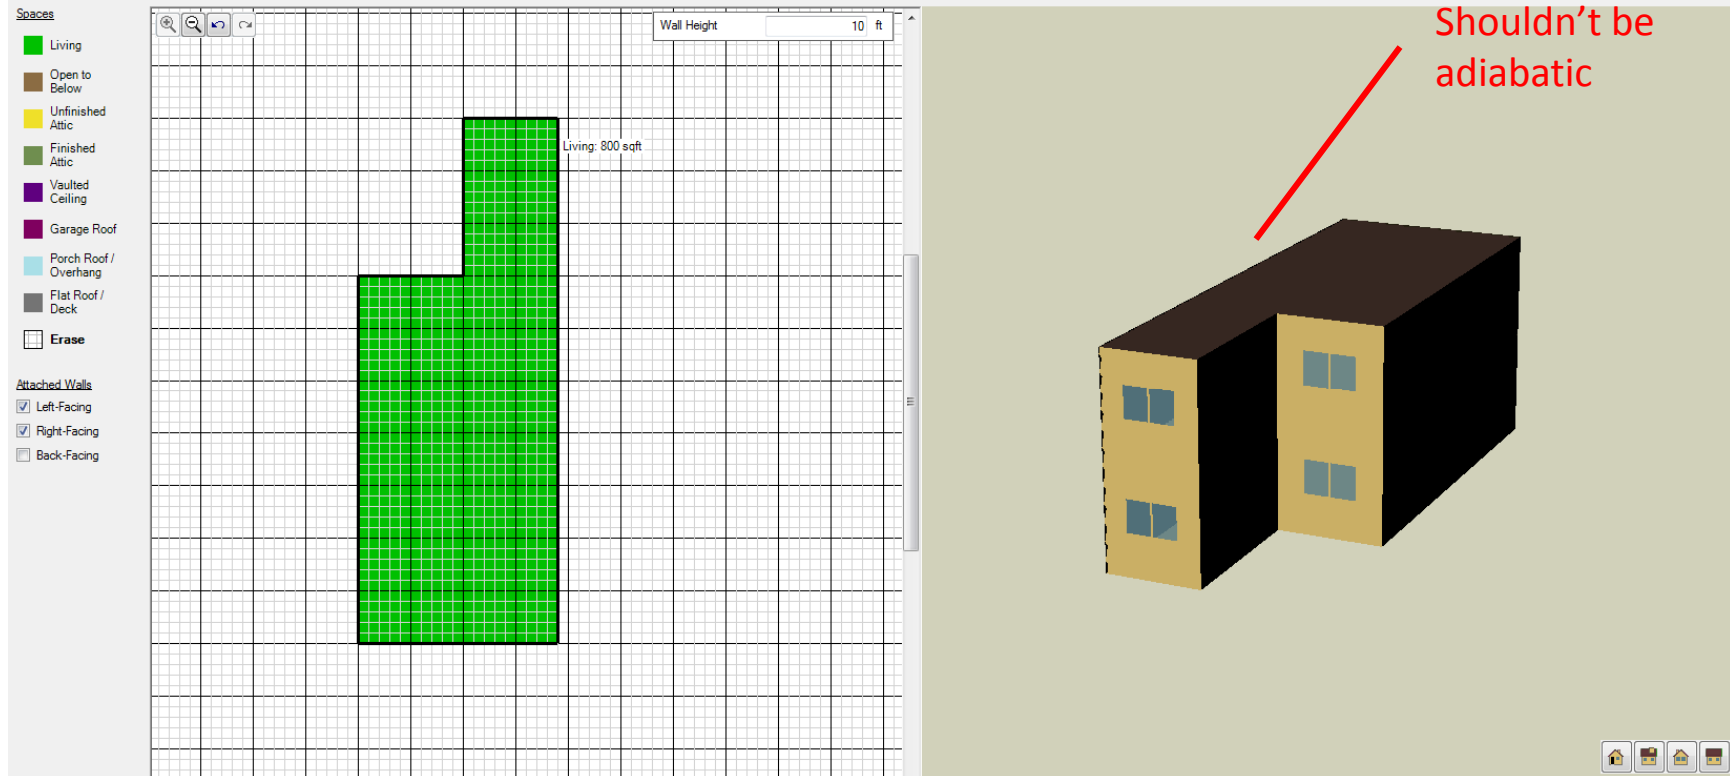 Spaces
Living
Open to
Below
Unfinished
Attic
Finished
Attic
Vaulted
Ceiling
Garage Roof
Porch Roof /
Overhang
Flat Roof /
Deck
Erase
Attached Walls
Left-Facing
Right-Facing
Back-Facing
Wall Height 10 ft
Living: 800 sqft
Shouldn’t be
adiabatic